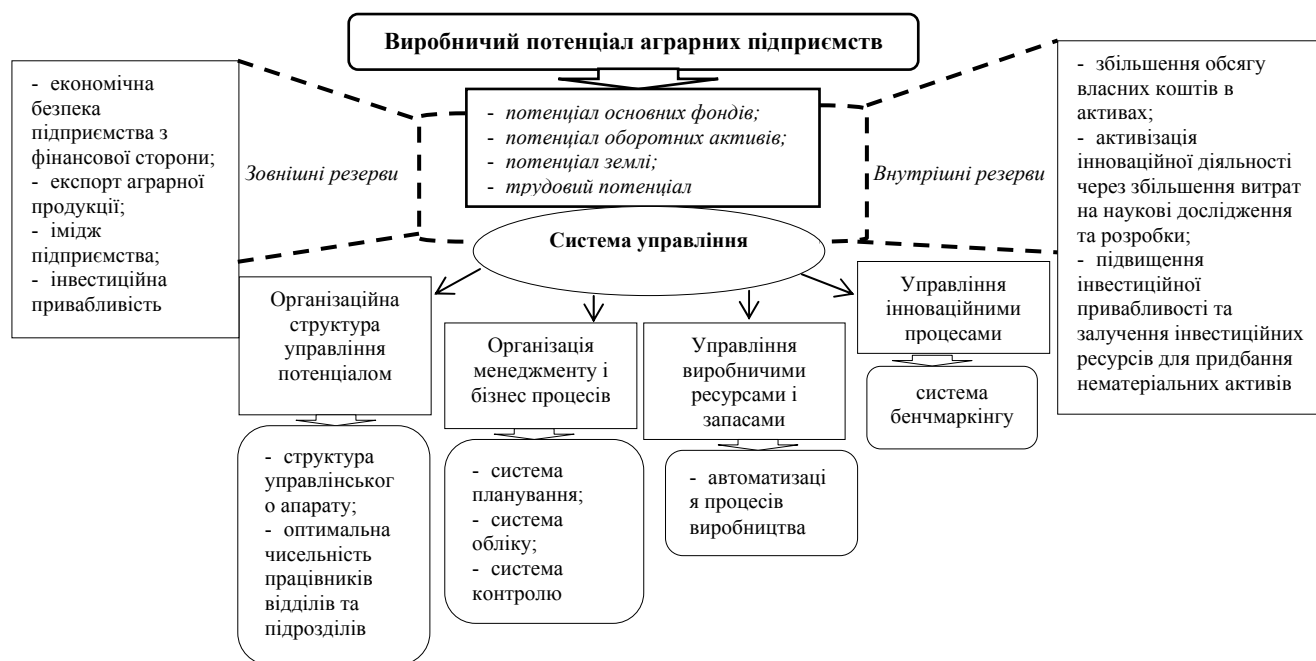 Виробничий потенціал аграрних підприємств
- економічна
безпека
підприємства з
фінансової сторони;
- експорт аграрної
продукції;
- імідж
підприємства;
- інвестиційна
привабливість
Зовнішні резерви
- потенціал основних фондів;
- потенціал оборотних активів;
- потенціал землі;
- трудовий потенціал
Внутрішні резерви
- збільшення обсягу
власних коштів в
активах;
- активізація
інноваційної діяльності
через збільшення витрат
на наукові дослідження
та розробки;
- підвищення
інвестиційної
привабливості та
залучення інвестиційних
ресурсів для придбання
нематеріальних активів
Система управління
Організаційна
структура
управління
потенціалом
Організація
менеджменту і
бізнес процесів
Управління
виробничими
ресурсами і
запасами
Управління
інноваційними
процесами
- структура
управлінськог
о апарату;
- оптимальна
чисельність
працівників
відділів та
підрозділів
- система
планування;
- система
обліку;
- система
контролю
- автоматизаці
я процесів
виробництва
система
бенчмаркінгу